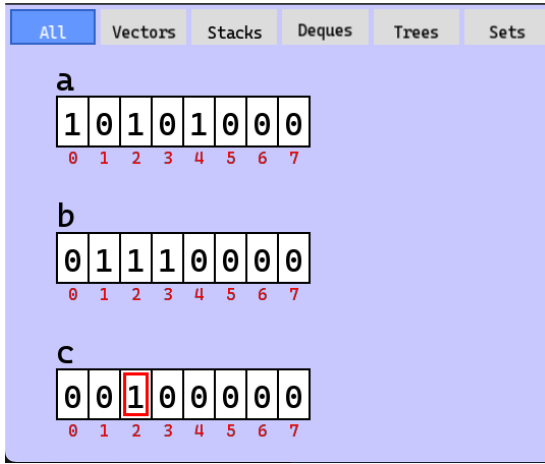 All Vectors Stacks Deques Trees Sets
a
1 0 1 0 1 0 0 0
0 1 2 3 4 5 6 7
b
0 1 1 1 0 0 0 0
0 1 2 3 4 5 6 7
c
0 0 1 0 0 0 0 0
0 1 2 3 4 5 6 7